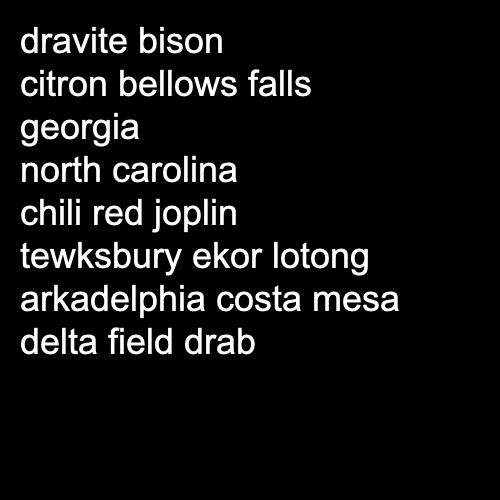 dravite bison
citron bellows falls
georgia
north carolina
chili red joplin
tewksbury ekor lotong
arkadelphia costa mesa
delta field drab